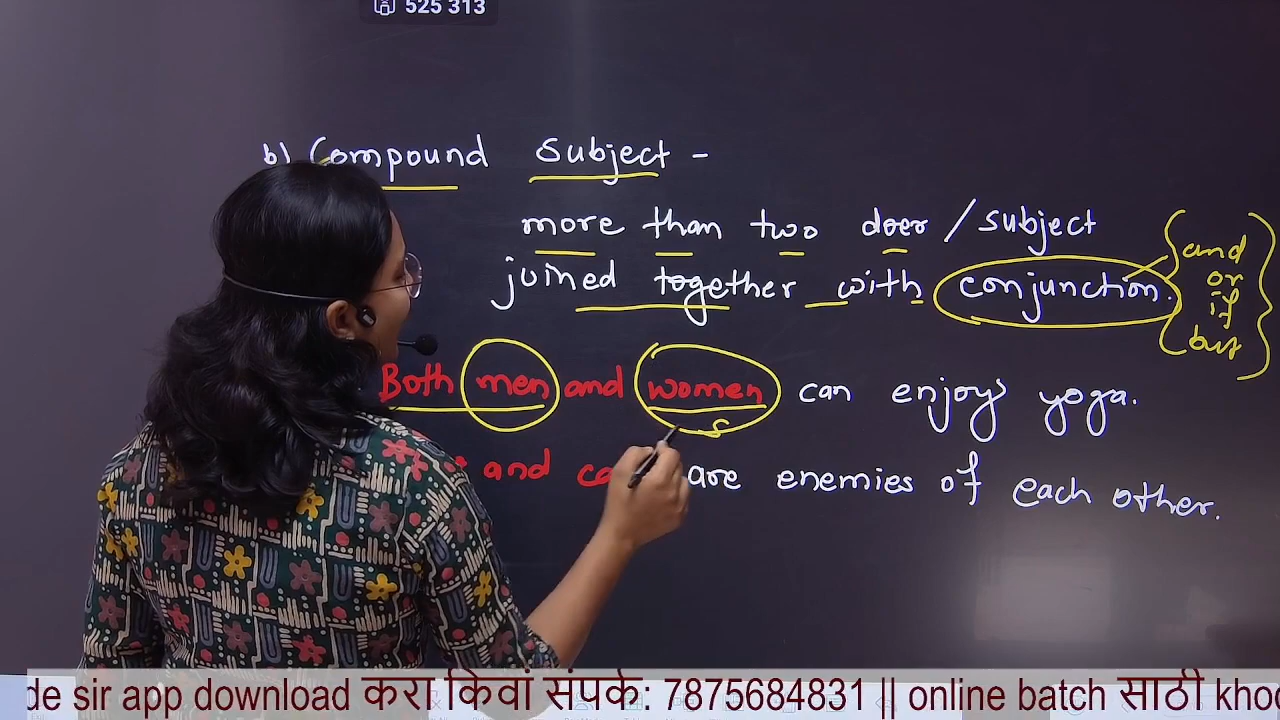 525 313
b) Compound Subject -
more than two doer / subject
joined together with conjunction.
and
or
if
but
Both men and women can enjoy yoga.
and are enemies of each other.
de sir app download करा किवां संपर्क: 7875684831 || online batch साठी khod